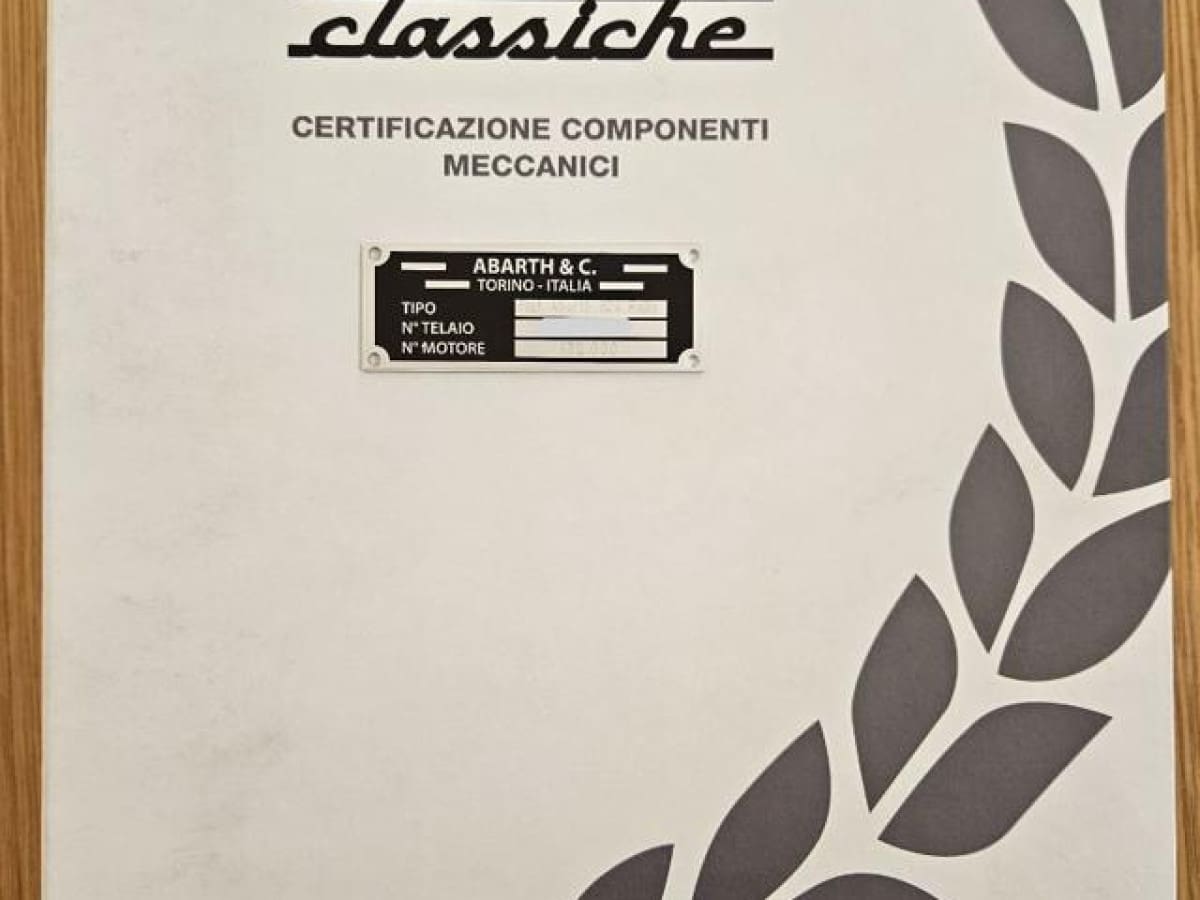 classiche
CERTIFICAZIONE COMPONENTI
MECCANICI
ABARTH & C.
TORINO - ITALIA
TIPO
N° TELAIO
N° MOTORE